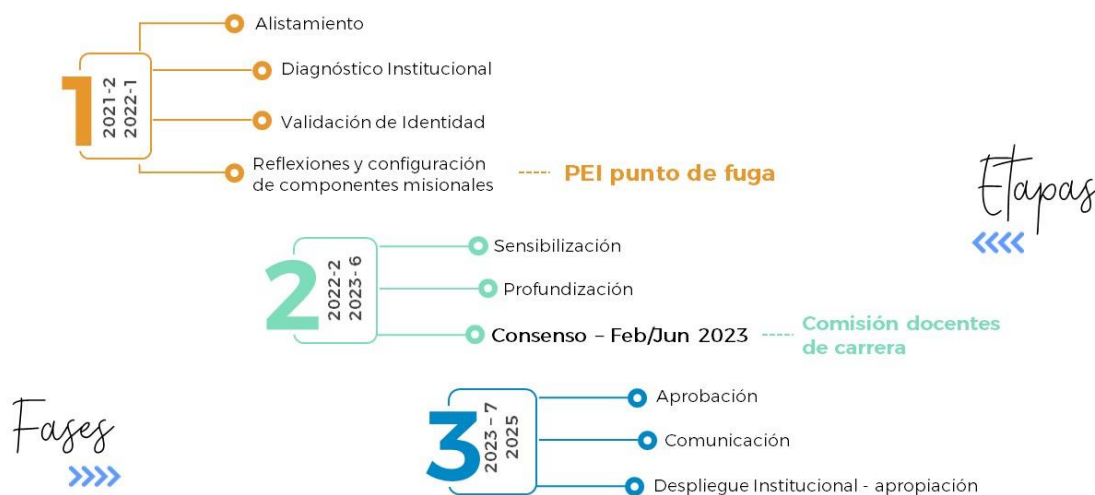 Alistamiento
1
2021-2
2022-1
Diagnóstico Institucional
Validación de Identidad
Reflexiones y configuración
de componentes misionales
PEI punto de fuga
Etapas
2
2022-2
2023- 6
Sensibilización
Profundización
Consenso – Feb/Jun 2023
Comisión docentes
de carrera
Fases
3
2023 – 7
2025
Aprobación
Comunicación
Despliegue Institucional - apropiación